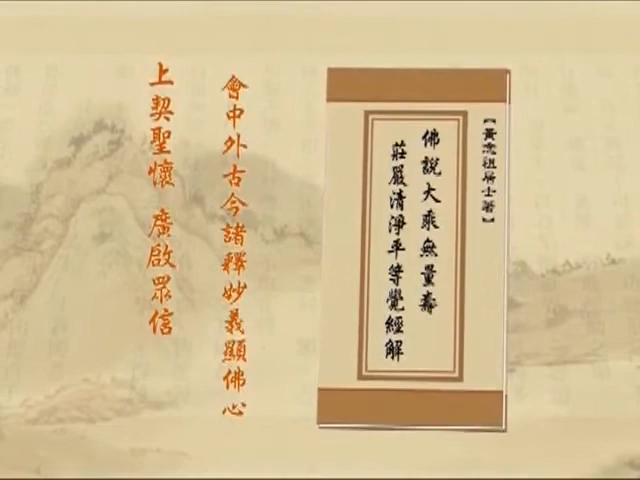 【黃念祖居士著】
佛說大乘無量壽
莊嚴清淨平等覺經解
會中外古今諸釋妙義顯佛心
上契聖懷 廣啟眾信